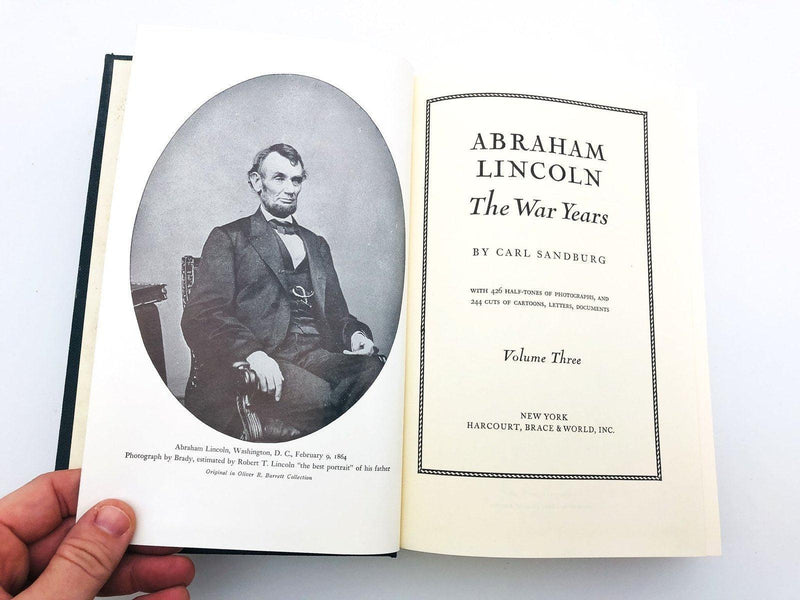 Abraham Lincoln, Washington, D. C., February 9, 1864
Photograph by Brady, estimated by Robert T. Lincoln "the best portrait" of his father
Original in Oliver R. Barrett Collection
ABRAHAM
LINCOLN
The War Years
BY CARL SANDBURG
WITH 426 HALF-TONES OF PHOTOGRAPHS, AND
244 CUTS OF CARTOONS, LETTERS, DOCUMENTS
Volume Three
NEW YORK
HARCOURT, BRACE & WORLD, INC.